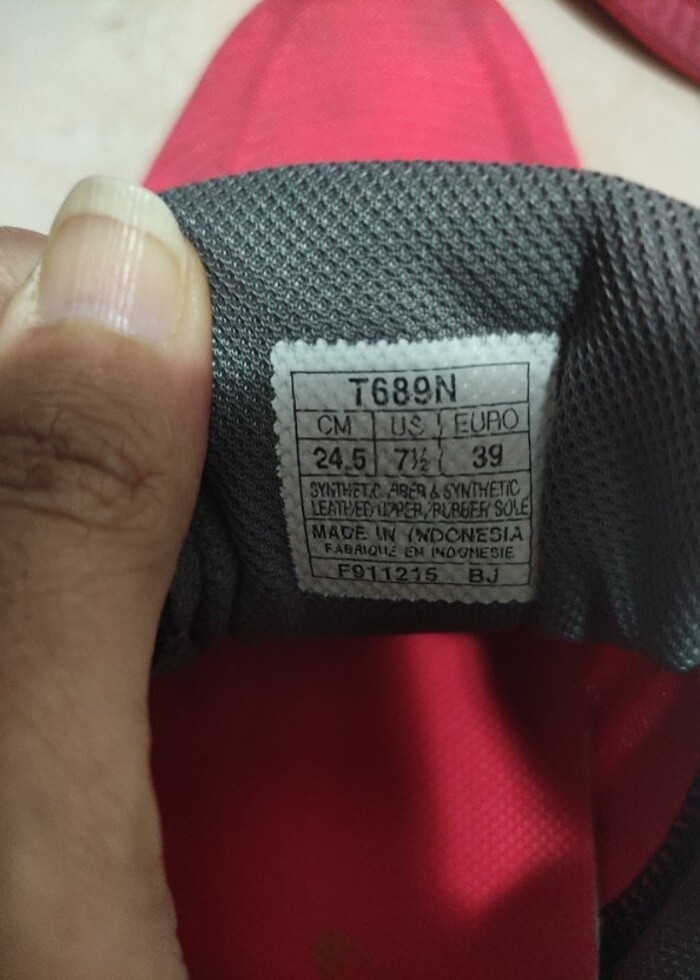 T689N
CM US EURO
24.5 7½ 39
SYNTHETIC FIBER & SYNTHETIC
LEATHER UPPER/RUBBER SOLE
MADE IN INDONESIA
FABRIQUE EN INDONESIE
F911215 BJ